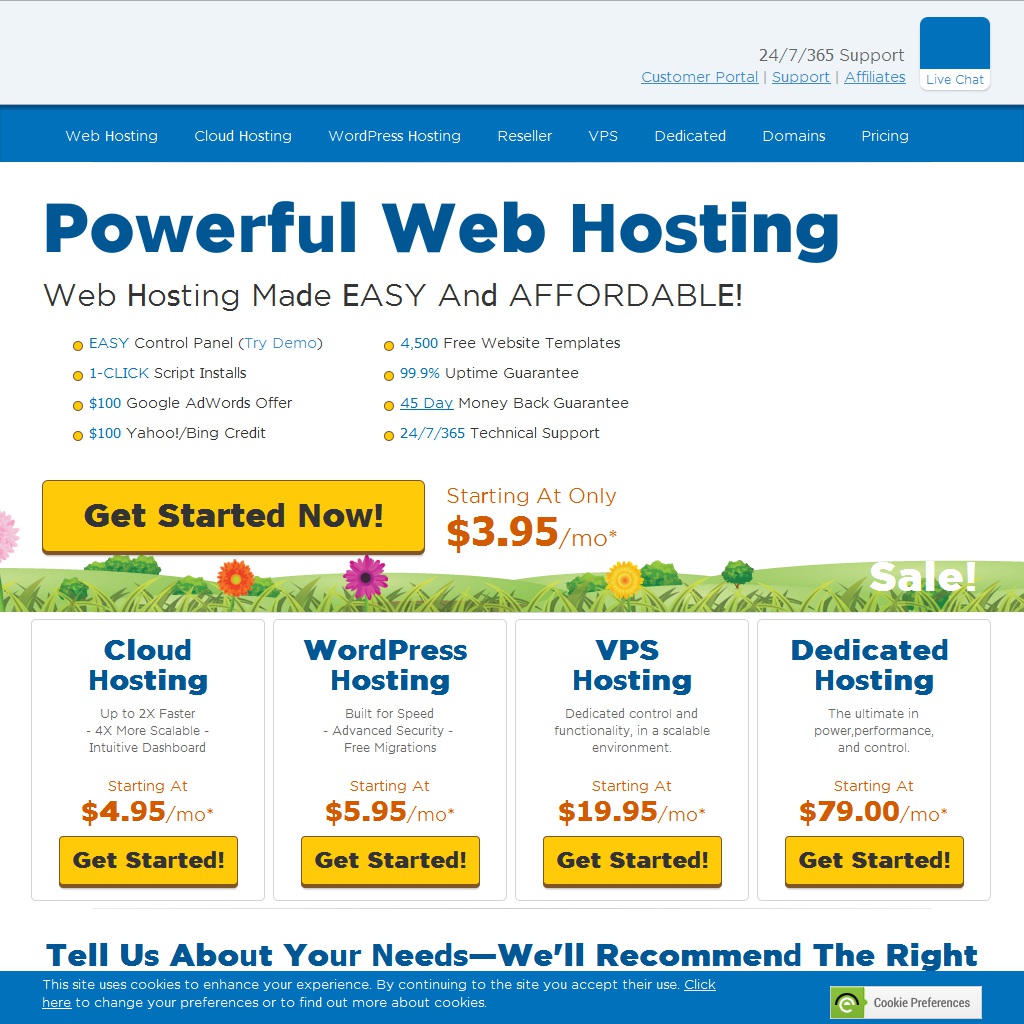 24/7/365 Support
Customer Portal | Support | Affiliates
Live Chat
Web Hosting Cloud Hosting WordPress Hosting Reseller VPS Dedicated Domains Pricing
Powerful Web Hosting
Web Hosting Made EASY And AFFORDABLE!
EASY Control Panel (Try Demo)
1-CLICK Script Installs
$100 Google AdWords Offer
$100 Yahoo!/Bing Credit
4,500 Free Website Templates
99.9% Uptime Guarantee
45 Day Money Back Guarantee
24/7/365 Technical Support
Get Started Now!
Starting At Only
$3.95/mo*
Sale!
Cloud
Hosting
Up to 2X Faster
- 4X More Scalable -
Intuitive Dashboard
Starting At
$4.95/mo*
Get Started!
WordPress
Hosting
Built for Speed
- Advanced Security -
Free Migrations
Starting At
$5.95/mo*
Get Started!
VPS
Hosting
Dedicated control and
functionality, in a scalable
environment.
Starting At
$19.95/mo*
Get Started!
Dedicated
Hosting
The ultimate in
power,performance,
and control.
Starting At
$79.00/mo*
Get Started!
Tell Us About Your Needs—We'll Recommend The Right
This site uses cookies to enhance your experience. By continuing to the site you accept their use. Click
here to change your preferences or to find out more about cookies.
Cookie Preferences